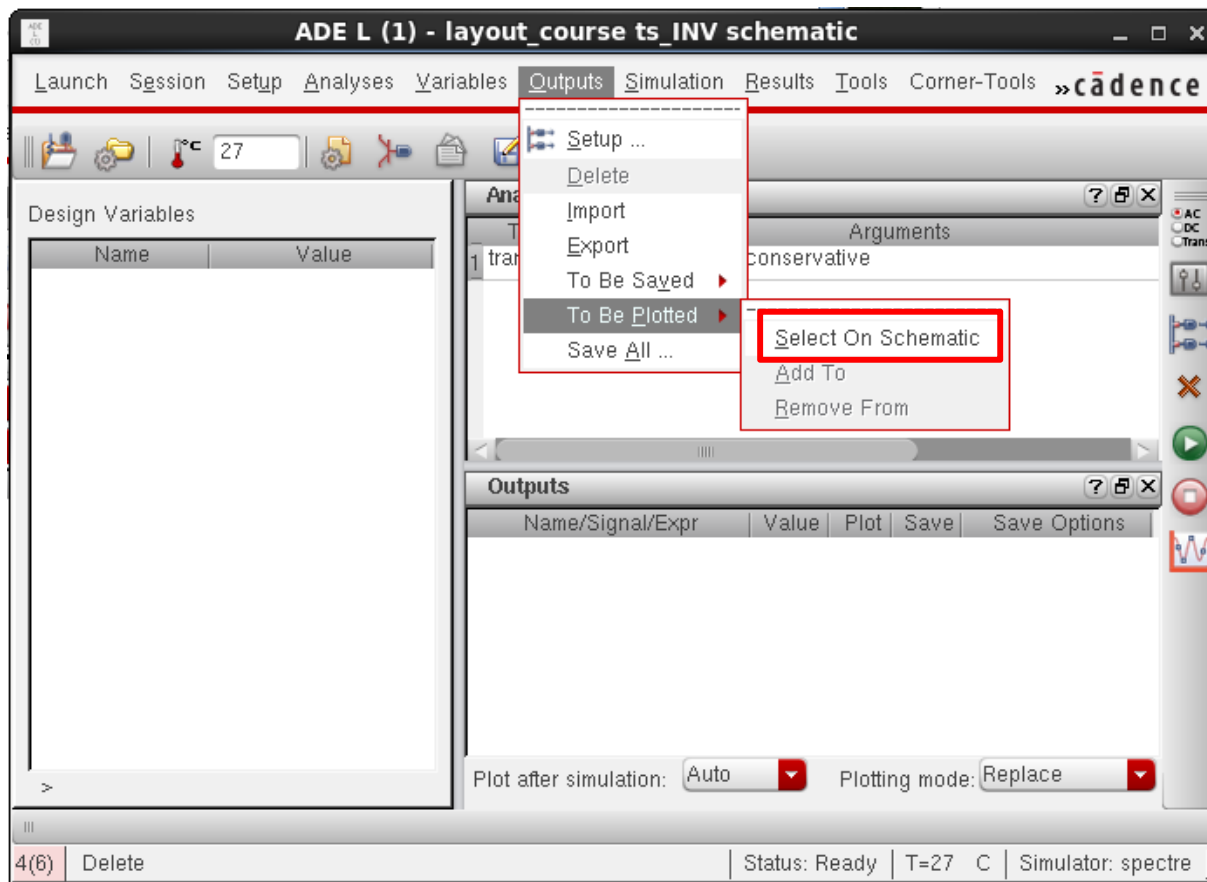 ADE L (1) - layout_course ts_INV schematic
Launch Session Setup Analyses Variables Outputs Simulation Results Tools Corner-Tools » cādence
°C 27
Setup ...
Delete
Import
Export
To Be Saved
To Be Plotted
Save All ...
Select On Schematic
Add To
Remove From
Design Variables
Name Value
Ana
T Arguments
1 tran conservative
AC
DC
Trans
Outputs
Name/Signal/Expr Value Plot Save Save Options
Plot after simulation: Auto Plotting mode: Replace
>
4(6) Delete Status: Ready T=27 C Simulator: spectre